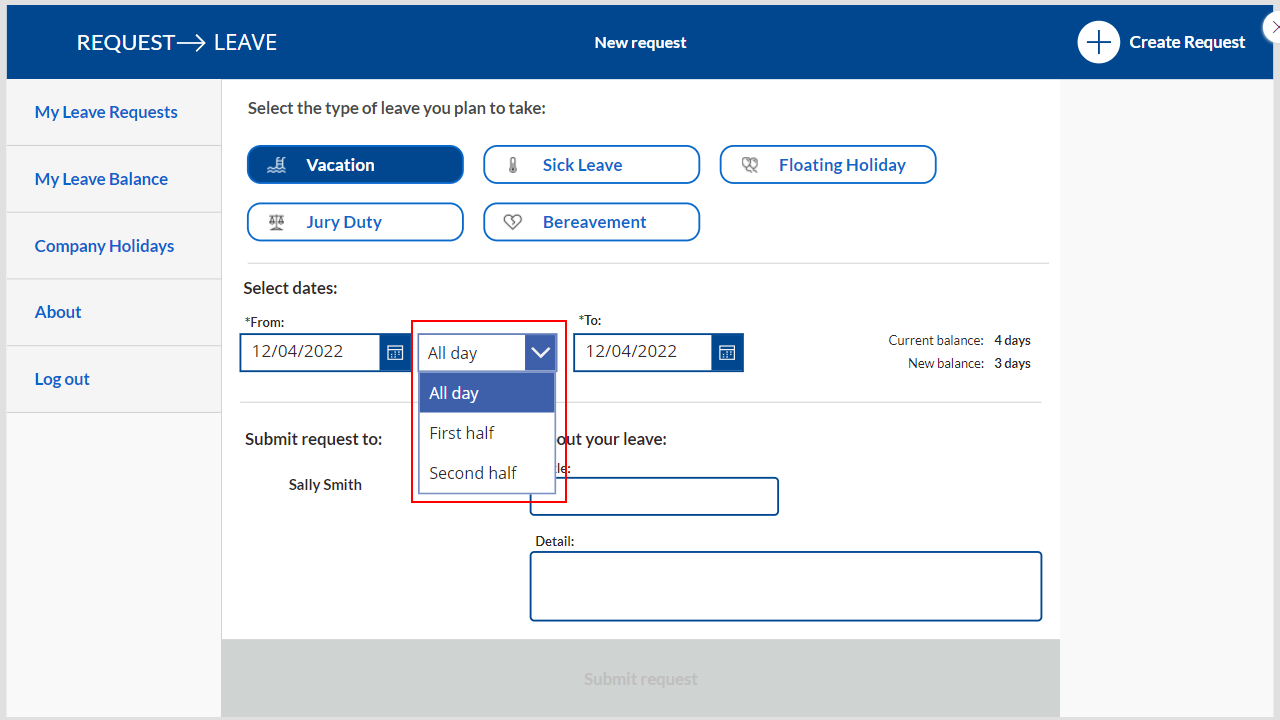 REQUEST→ LEAVE
New request
Create Request
My Leave Requests
My Leave Balance
Company Holidays
About
Log out
Select the type of leave you plan to take:
Vacation
Sick Leave
Floating Holiday
Jury Duty
Bereavement
Select dates:
*From:
12/04/2022
All day
All day
First half
Second half
*To:
12/04/2022
Current balance: 4 days
New balance: 3 days
Submit request to:
Sally Smith
out your leave:
le:
Detail:
Submit request